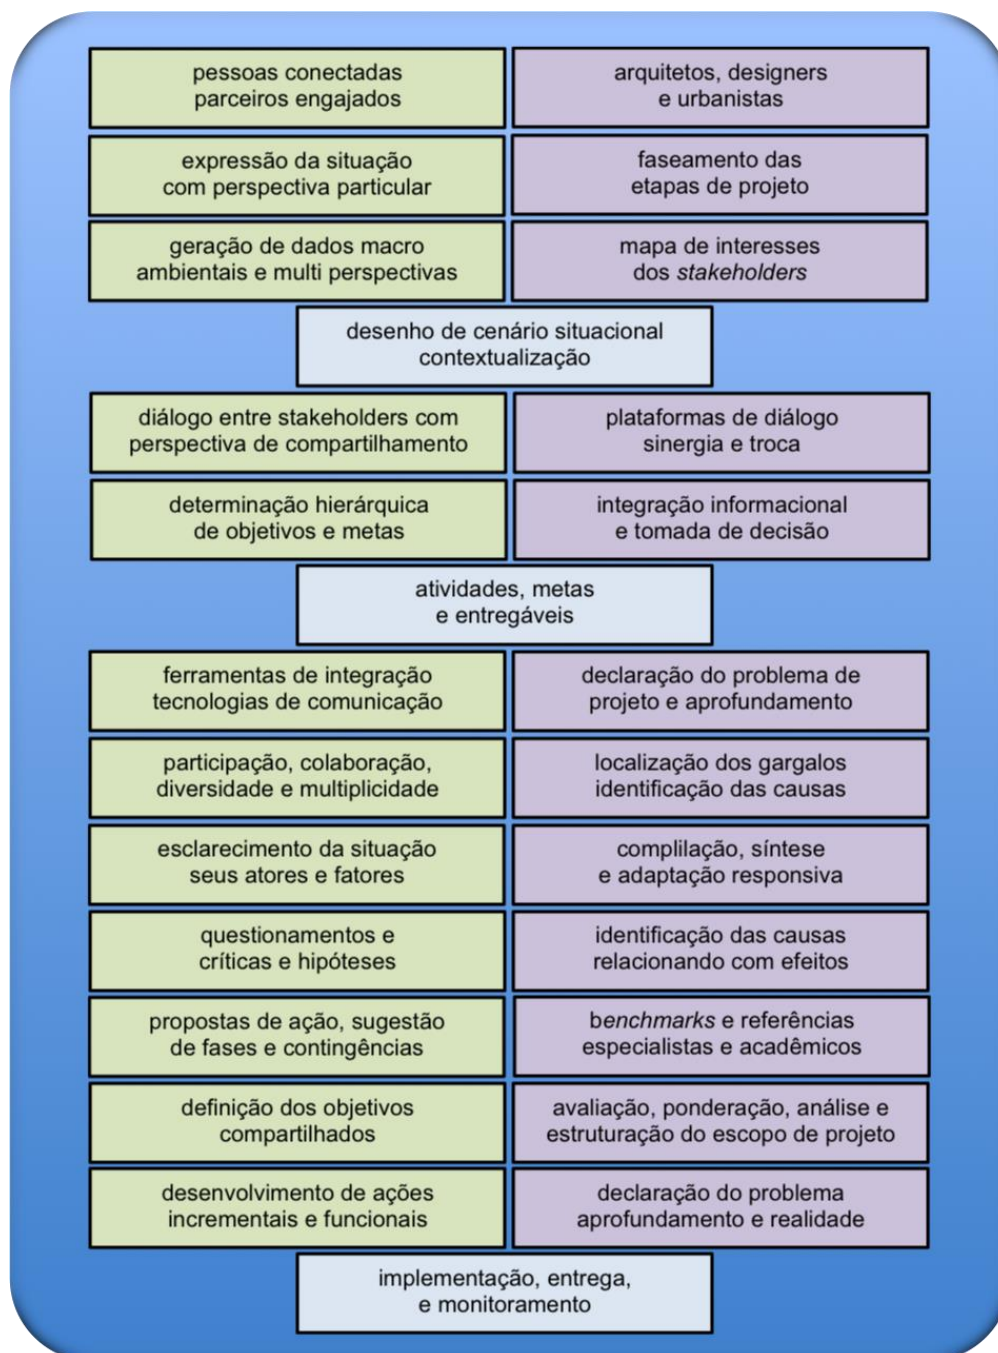 pessoas conectadas
parceiros engajados
arquitetos, designers
e urbanistas
expressão da situação
com perspectiva particular
faseamento das
etapas de projeto
geração de dados macro
ambientais e multi perspectivas
mapa de interesses
dos stakeholders
desenho de cenário situacional
contextualização
diálogo entre stakeholders com
perspectiva de compartilhamento
plataformas de diálogo
sinergia e troca
determinação hierárquica
de objetivos e metas
integração informacional
e tomada de decisão
atividades, metas
e entregáveis
ferramentas de integração
tecnologias de comunicação
declaração do problema de
projeto e aprofundamento
participação, colaboração,
diversidade e multiplicidade
localização dos gargalos
identificação das causas
esclarecimento da situação
seus atores e fatores
complilação, síntese
e adaptação responsiva
questionamentos e
críticas e hipóteses
identificação das causas
relacionando com efeitos
propostas de ação, sugestão
de fases e contingências
benchmarks e referências
especialistas e acadêmicos
definição dos objetivos
compartilhados
avaliação, ponderação, análise e
estruturação do escopo de projeto
desenvolvimento de ações
incrementais e funcionais
declaração do problema
aprofundamento e realidade
implementação, entrega,
e monitoramento